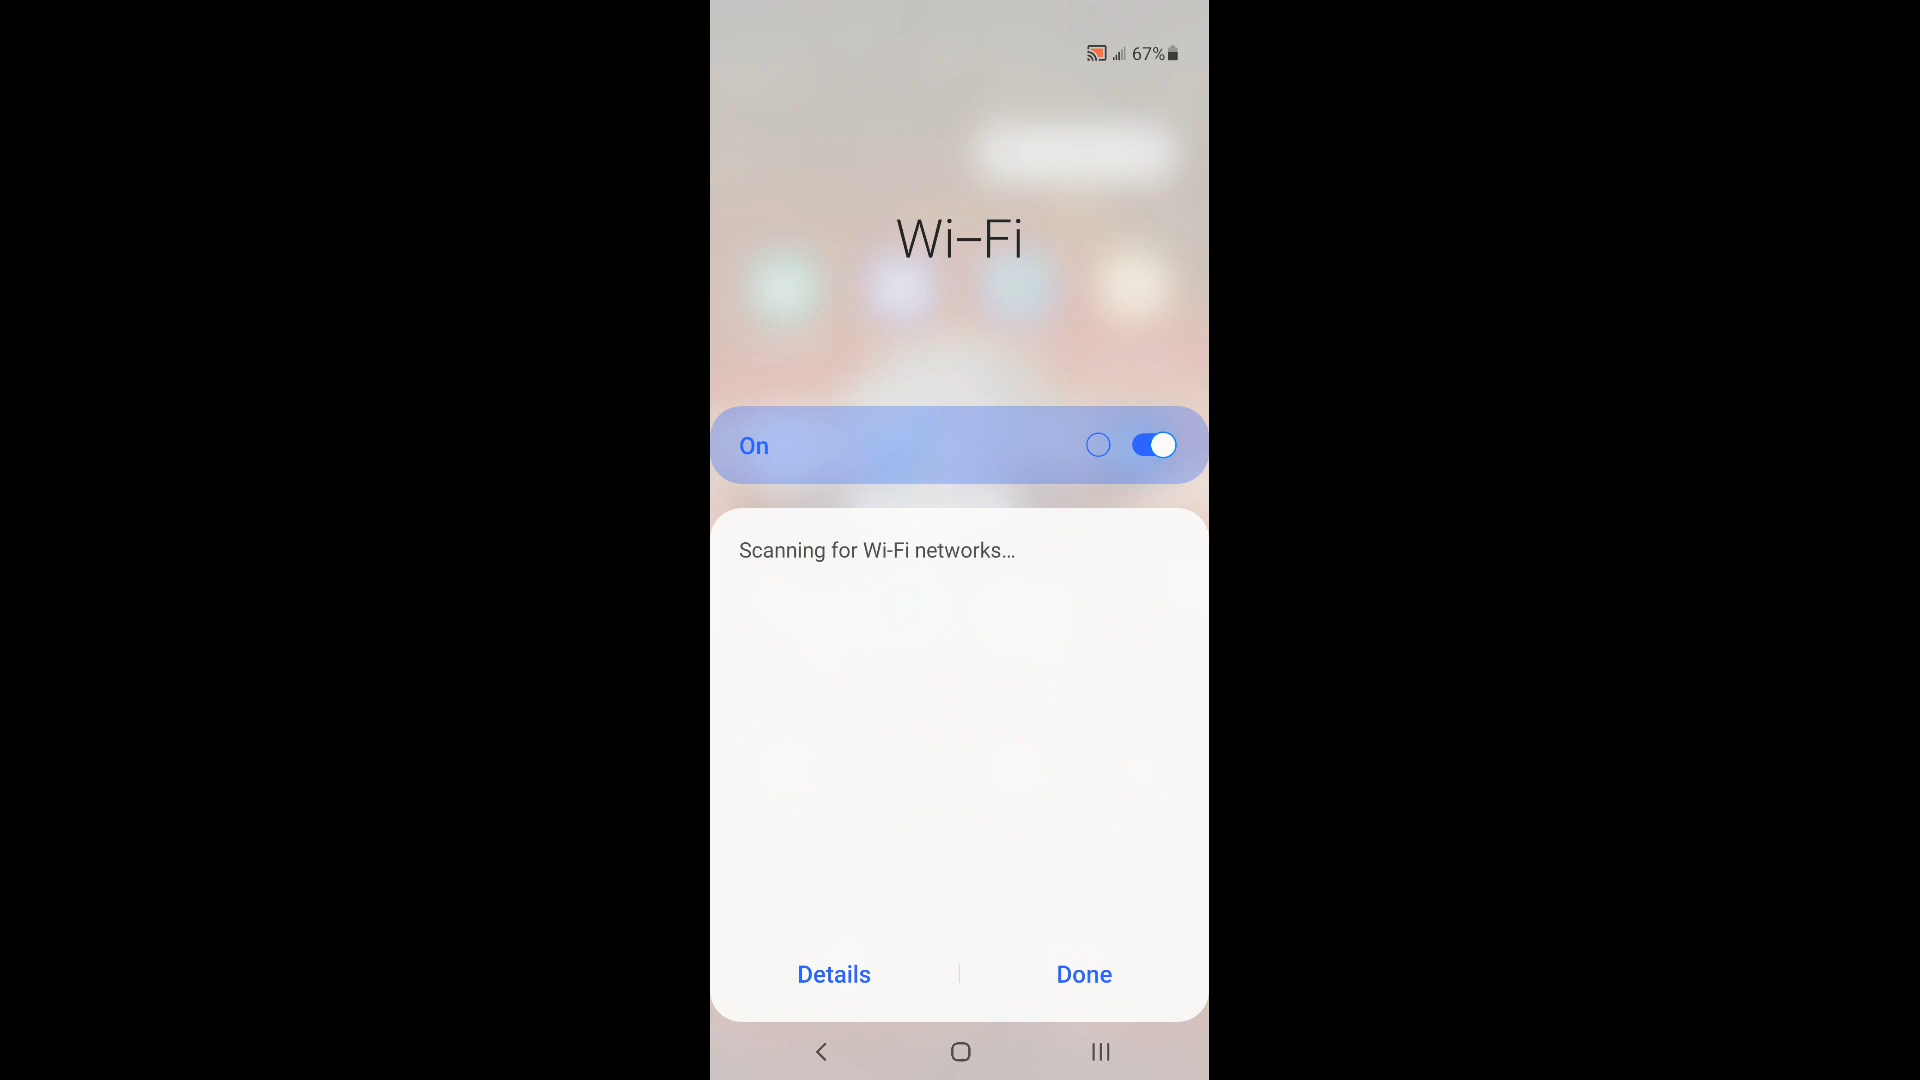 67%
Wi-Fi
On
Scanning for Wi-Fi networks...
Details
Done